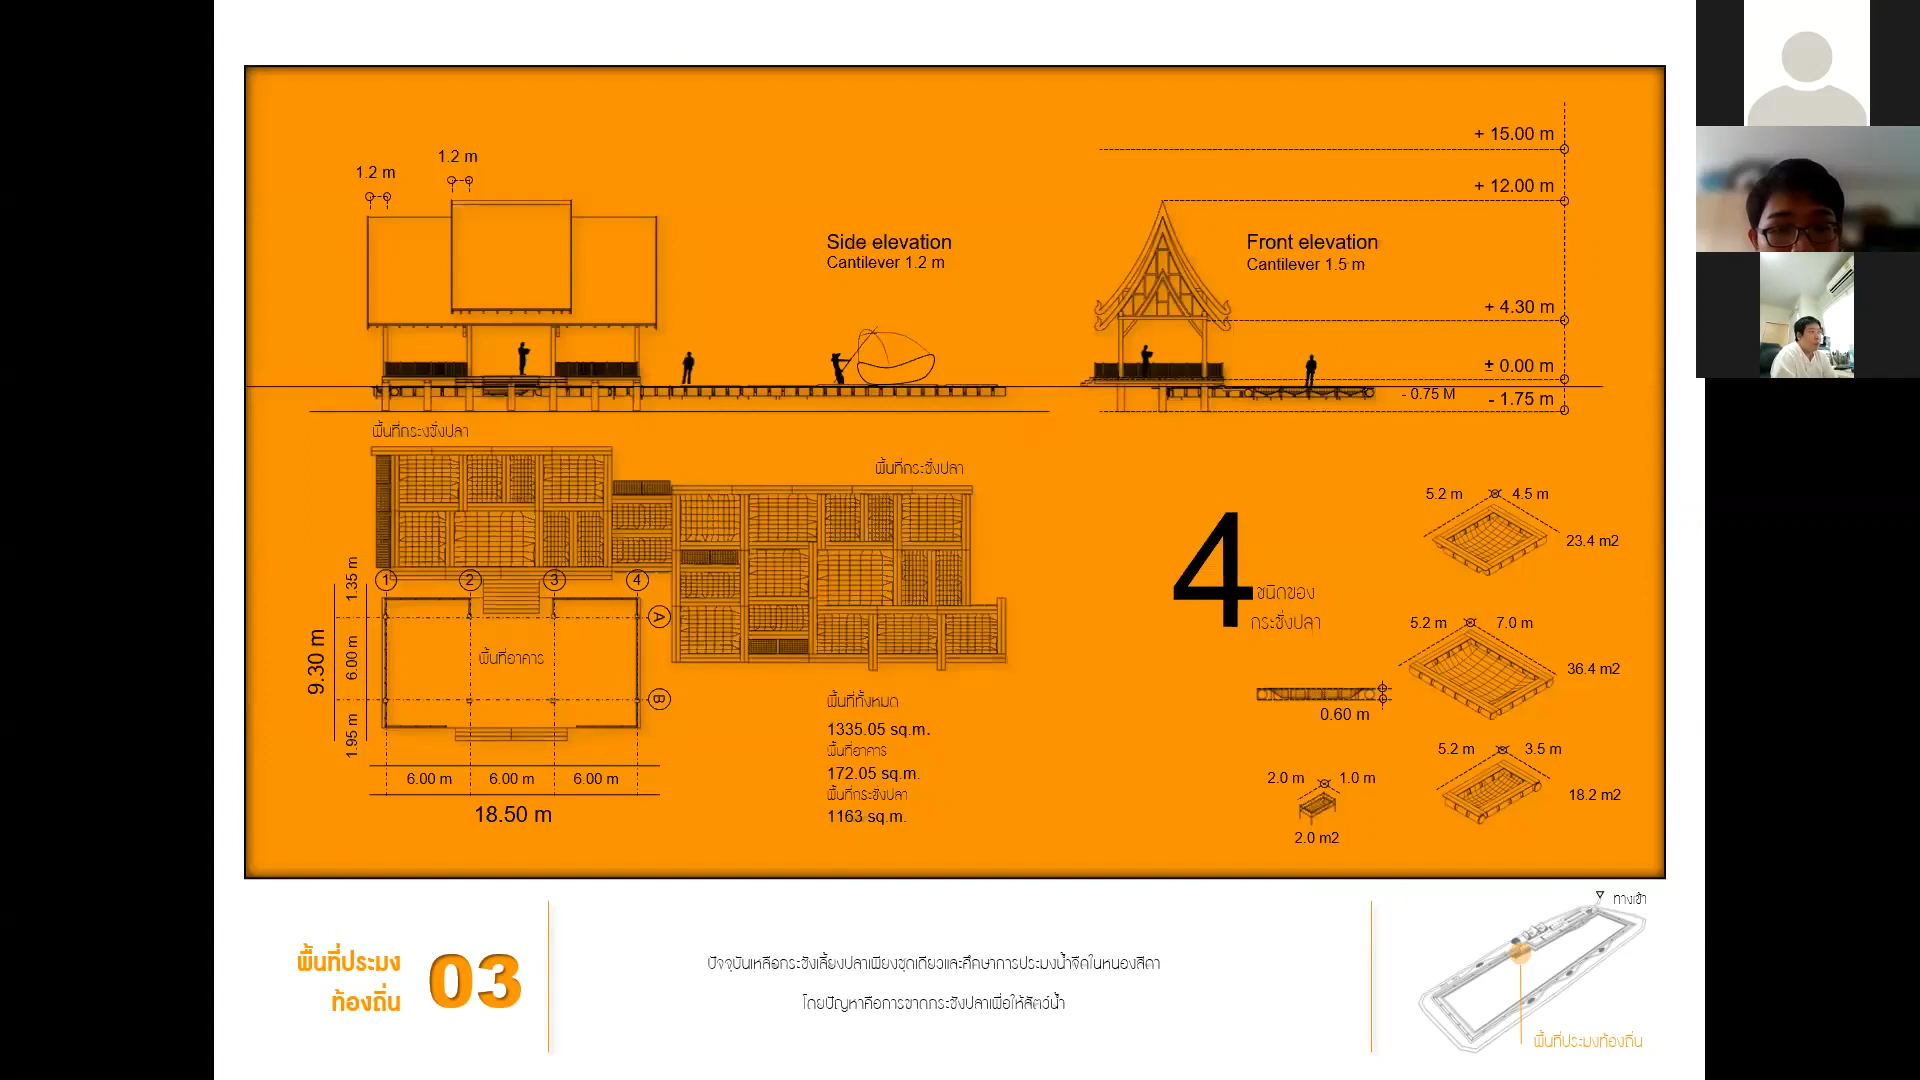 + 15.00 m
1.2 m
1.2 m
+ 12.00 m
Side elevation
Cantilever 1.2 m
Front elevation
Cantilever 1.5 m
+ 4.30 m
± 0.00 m
- 0.75 M
- 1.75 m
พื้นที่กระงซั่งปลา
พื้นที่กระชั่งปลา
5.2 m
4.5 m
23.4 m2
4
ชนิดของ
กระชั่งปลา
1
2
3
4
A
B
1.35 m
6.00 m
1.95 m
9.30 m
พื้นที่อาคาร
5.2 m
7.0 m
36.4 m2
0.60 m
พื้นที่ทั้งหมด
1335.05 sq.m.
พื้นที่อาคาร
172.05 sq.m.
พื้นที่กระชังปลา
1163 sq.m.
6.00 m
6.00 m
6.00 m
18.50 m
5.2 m
3.5 m
18.2 m2
2.0 m
1.0 m
2.0 m2
พื้นที่ประมง
ท้องถิ่น
03
ปัจจุบันเหลือกระชังเลี้ยงปลาเพียงชุดเดียวและศึกษาการประมงน้ำจืดในหนองสีดา
โดยปัญหาคือการขาดกระชังปลาเพื่อให้สัตว์น้ำ
ทางเข้า
พื้นที่ประมงท้องถิ่น